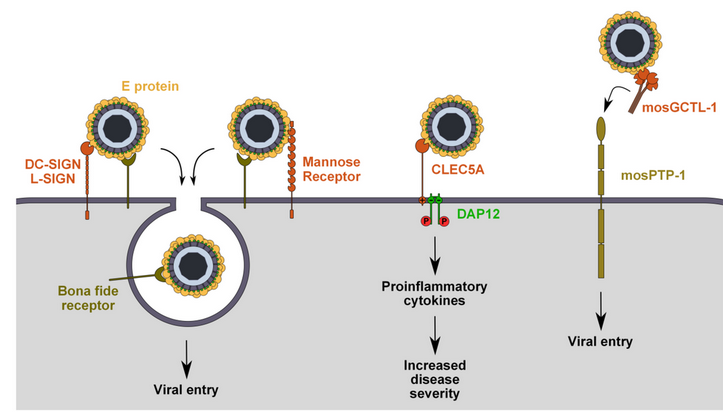 E protein
DC-SIGN
L-SIGN
Mannose
Receptor
CLEC5A
DAP12
P
P
mosGCTL-1
mosPTP-1
Bona fide
receptor
Viral entry
Proinflammatory
cytokines
Increased
disease
severity
Viral entry